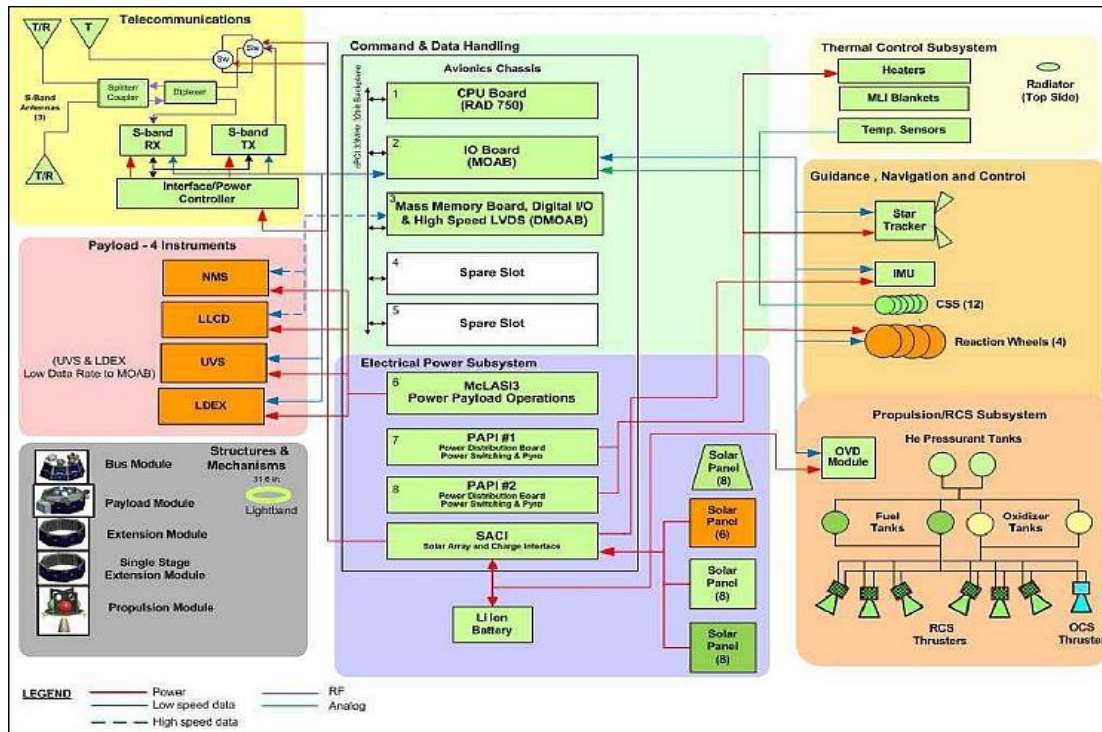 Telecommunications
T/R
T
Sw
Sw
S-Band
Antennas
(3)
Splitter/
Coupler
Diplexer
S-band
RX
S-band
TX
T/R
Interface/Power
Controller
Payload - 4 Instruments
NMS
LLCD
UVS
(UVS & LDEX
Low Data Rate to MOAB)
LDEX
Structures &
Mechanisms
31.6 in.
Lightband
Bus Module
Payload Module
Extension Module
Single Stage
Extension Module
Propulsion Module
Command & Data Handling
Avionics Chassis
cPCI 33MHz 32bit Backplane
1
CPU Board
(RAD 750)
2
IO Board
(MOAB)
3
Mass Memory Board, Digital I/O
& High Speed LVDS (DMOAB)
4
Spare Slot
5
Spare Slot
Electrical Power Subsystem
6
McLASI3
Power Payload Operations
7
PAPI #1
Power Distribution Board
Power Switching & Pyro
8
PAPI #2
Power Distribution Board
Power Switching & Pyro
SACI
Solar Array and Charge Interface
Li Ion
Battery
Solar
Panel
(8)
Solar
Panel
(6)
Solar
Panel
(8)
Solar
Panel
(8)
Thermal Control Subsystem
Heaters
MLI Blankets
Temp. Sensors
Radiator
(Top Side)
Guidance , Navigation and Control
Star
Tracker
IMU
CSS (12)
Reaction Wheels (4)
Propulsion/RCS Subsystem
He Pressurant Tanks
OVD
Module
Fuel
Tanks
Oxidizer
Tanks
RCS
Thrusters
OCS
Thruster
LEGEND
Power
Low speed data
High speed data
RF
Analog